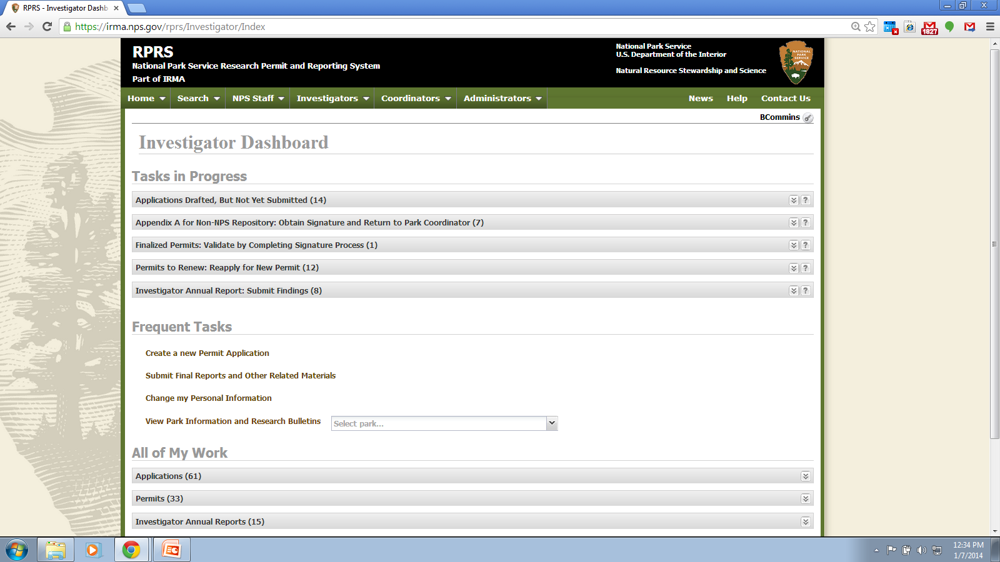 RPRS - Investigator Dashb
https://irma.nps.gov/rprs/Investigator/Index
1827
RPRS
National Park Service Research Permit and Reporting System
Part of IRMA
National Park Service
U.S. Department of the Interior
Natural Resource Stewardship and Science
NATIONAL
PARK
SERVICE
Home Search NPS Staff Investigators Coordinators Administrators News Help Contact Us
BCommins
Investigator Dashboard
Tasks in Progress
Applications Drafted, But Not Yet Submitted (14) ?
Appendix A for Non-NPS Repository: Obtain Signature and Return to Park Coordinator (7) ?
Finalized Permits: Validate by Completing Signature Process (1) ?
Permits to Renew: Reapply for New Permit (12) ?
Investigator Annual Report: Submit Findings (8) ?
Frequent Tasks
Create a new Permit Application
Submit Final Reports and Other Related Materials
Change my Personal Information
View Park Information and Research Bulletins Select park...
All of My Work
Applications (61)
Permits (33)
Investigator Annual Reports (15)
12:34 PM
1/7/2014